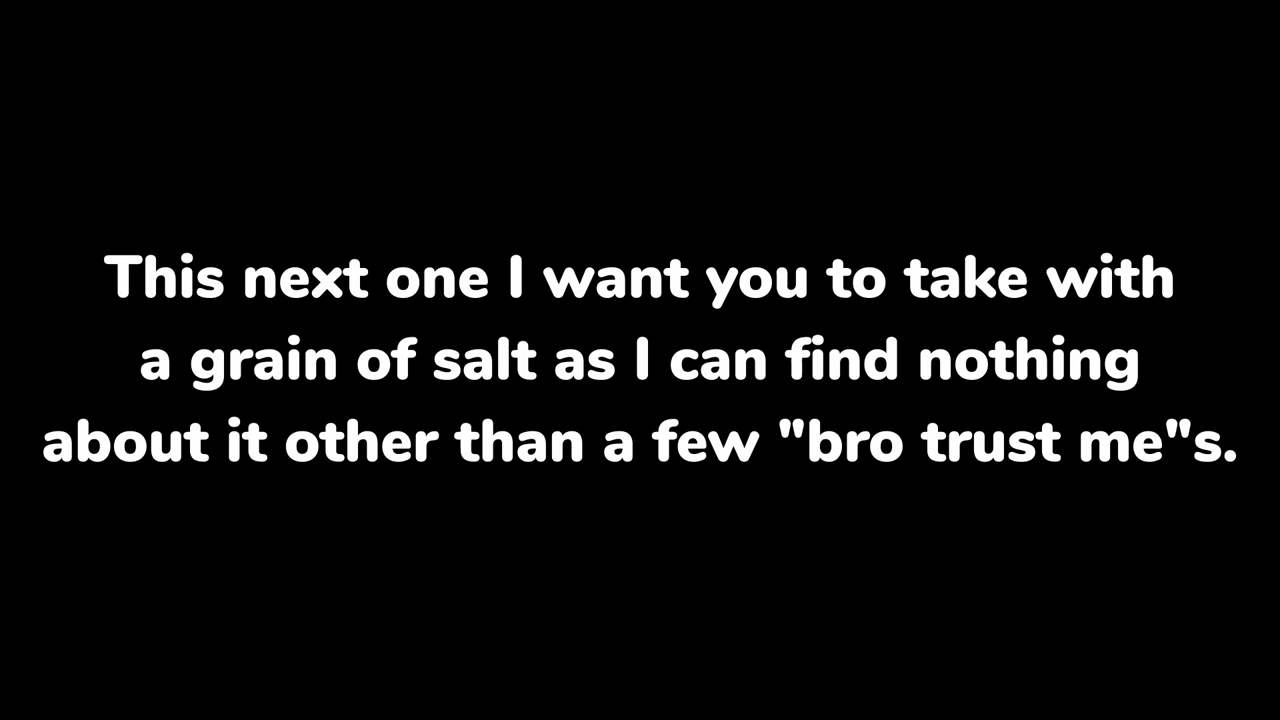 This next one I want you to take with
a grain of salt as I can find nothing
about it other than a few "bro trust me"s.